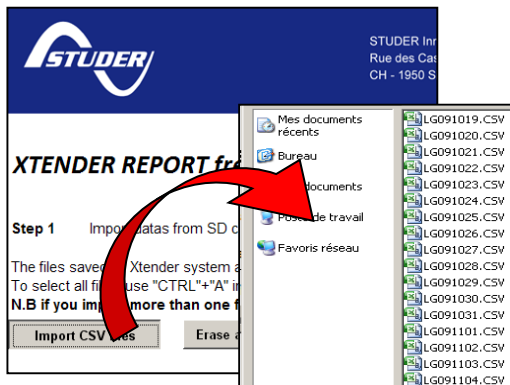 STUDER
STUDER Inn
Rue des Cas
CH - 1950 S
XTENDER REPORT fr
Step 1 Import datas from SD c
The files saved Xtender system a
To select all fil use "CTRL"+"A" i
N.B if you import more than one f
Import CSV files
Erase a
Mes documents
récents
Bureau
documents
Poste de travail
Favoris réseau
LG091019.CSV
LG091020.CSV
LG091021.CSV
LG091022.CSV
LG091023.CSV
LG091024.CSV
LG091025.CSV
LG091026.CSV
LG091027.CSV
LG091028.CSV
LG091029.CSV
LG091030.CSV
LG091031.CSV
LG091101.CSV
LG091102.CSV
LG091103.CSV
LG091104.CSV